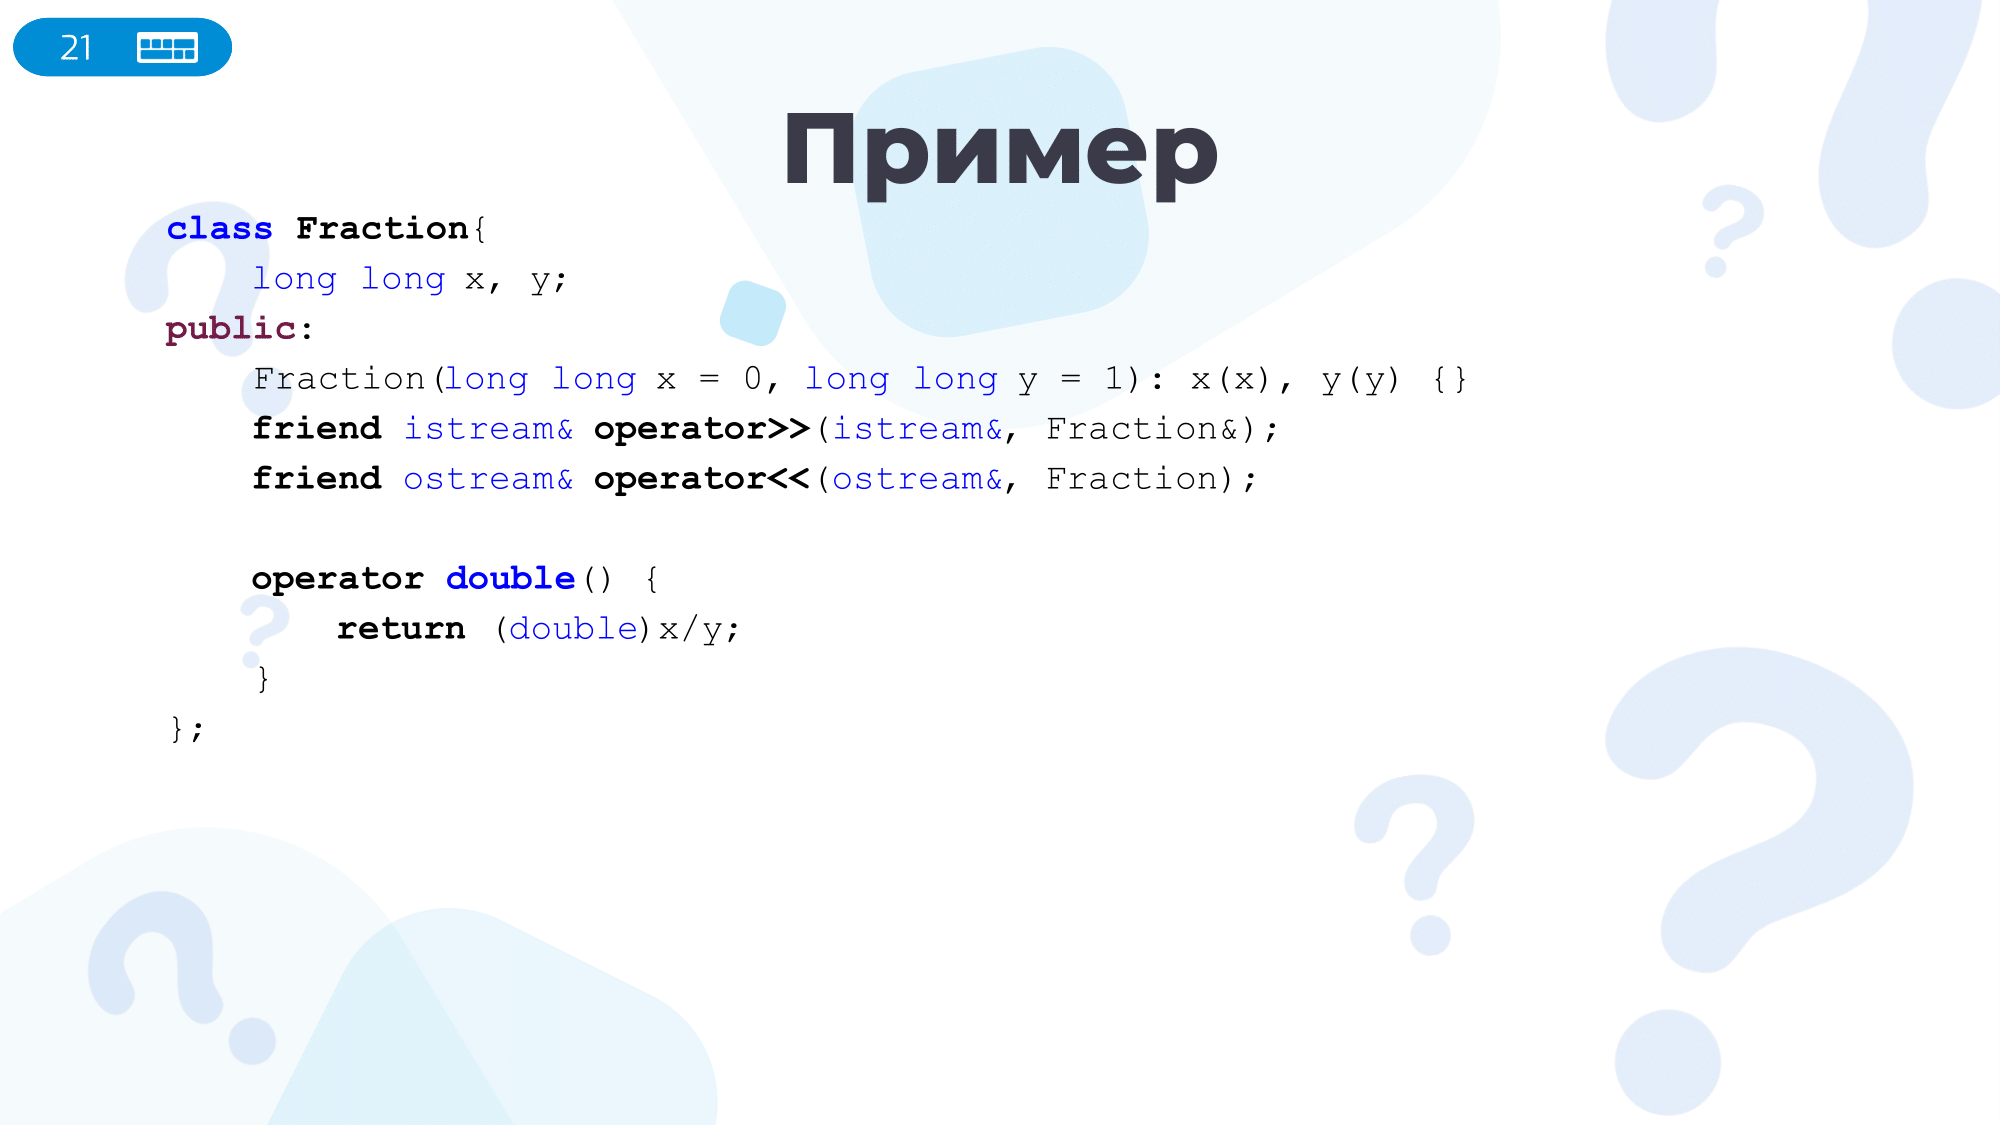 21
Пример
class Fraction{
    long long x, y;
public:
    Fraction(long long x = 0, long long y = 1): x(x), y(y) {}
    friend istream& operator>>(istream&, Fraction&);
    friend ostream& operator<<(ostream&, Fraction);

    operator double() {
        return (double)x/y;
    }
};